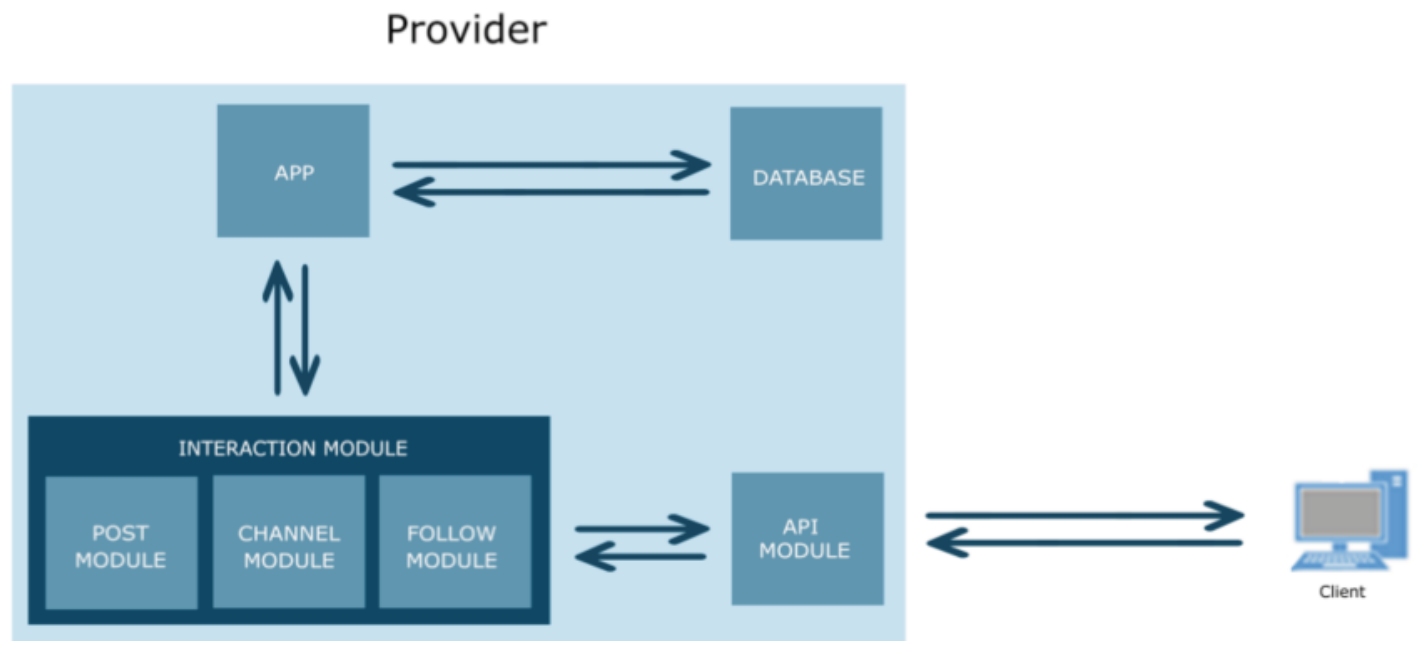 Provider
APP
DATABASE
INTERACTION MODULE
POST
MODULE
CHANNEL
MODULE
FOLLOW
MODULE
API
MODULE
Client